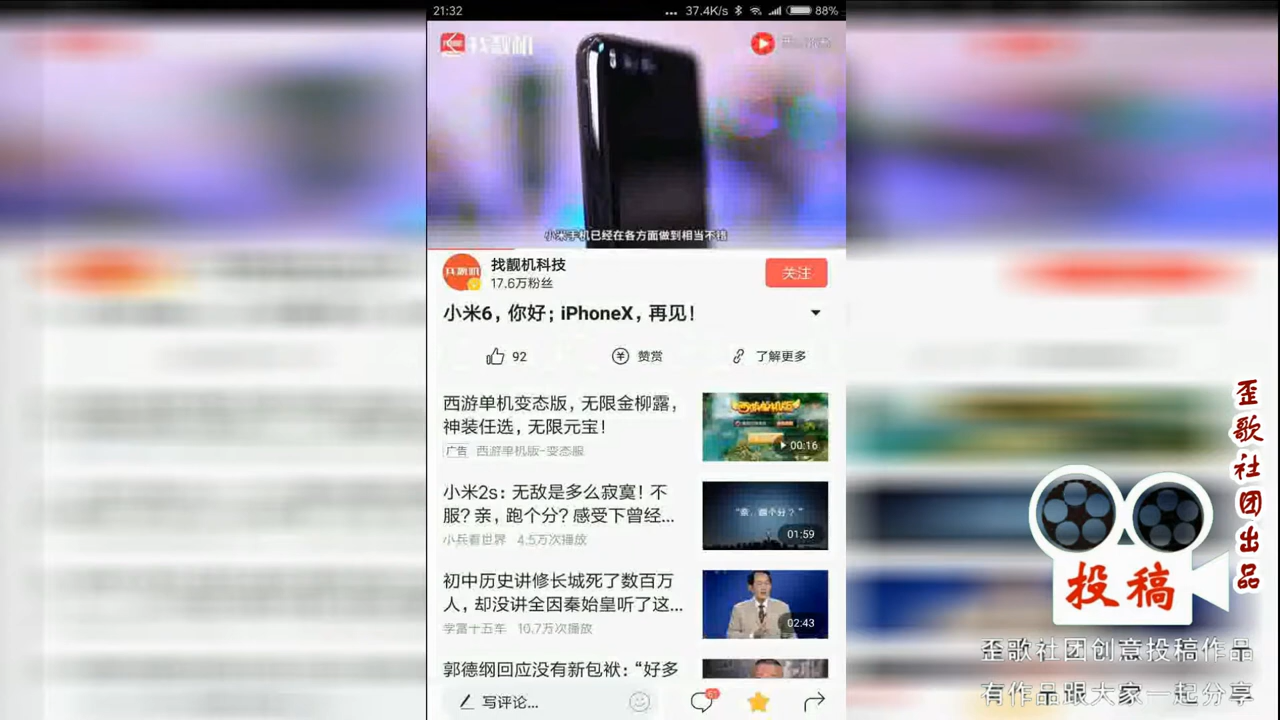 21:32
... 37.4K/s 88%
找靓机
小米手机已经在各方面做到相当不错
找靓机
找靓机科技
17.6万粉丝
关注
小米6，你好；iPhoneX，再见！
92
赞赏
了解更多
西游单机变态版，无限金柳露，
神装任选，无限元宝！
广告 西游单机版-变态服
00:16
小米2s：无敌是多么寂寞！不
服？亲，跑个分？感受下曾经...
小兵看世界 4.5万次播放
“亲，跑个分？”
01:59
初中历史讲修长城死了数百万
人，却没讲全因秦始皇听了这...
学富十五车 10.7万次播放
02:43
郭德纲回应没有新包袱：“好多
写评论...
61
歪歌社团出品
投稿
歪歌社团创意投稿作品
有作品跟大家一起分享